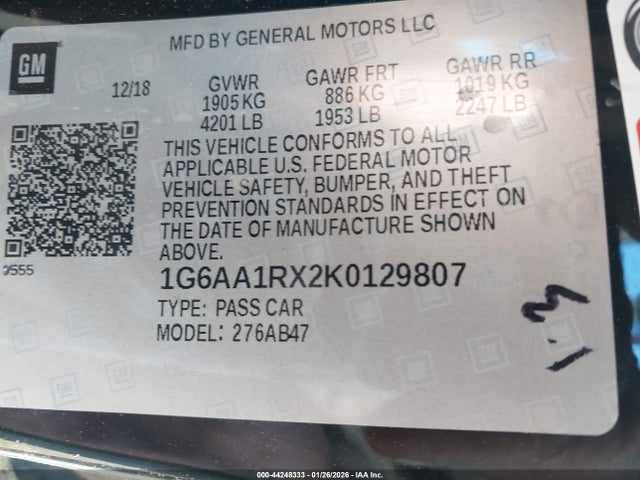 GM
MFD BY GENERAL MOTORS LLC
12/18
GVWR
1905 KG
4201 LB
GAWR FRT
886 KG
1953 LB
GAWR RR
1019 KG
2247 LB
THIS VEHICLE CONFORMS TO ALL
APPLICABLE U.S. FEDERAL MOTOR
VEHICLE SAFETY, BUMPER, AND THEFT
PREVENTION STANDARDS IN EFFECT ON
THE DATE OF MANUFACTURE SHOWN
ABOVE.
1G6AA1RX2K0129807
TYPE: PASS CAR
MODEL: 276AB47
000-44248333 - 01/26/2026 - IAA Inc.